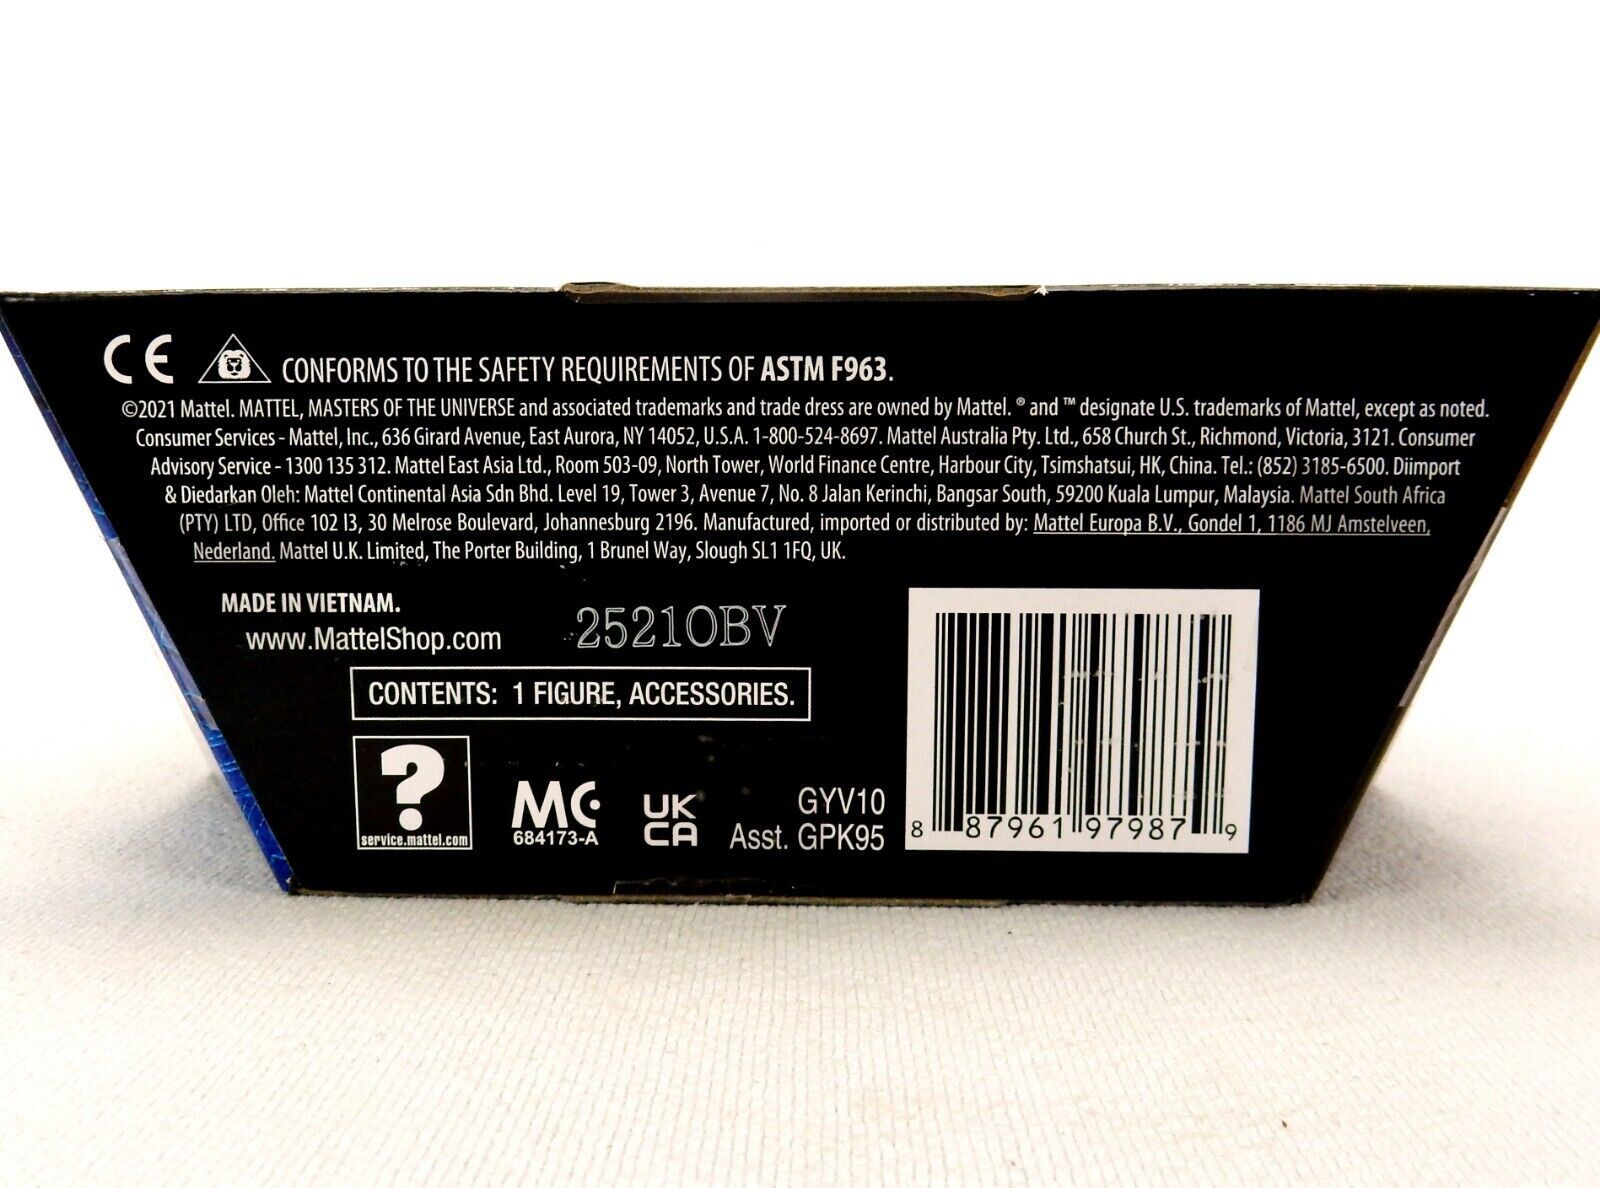 CE CONFORMS TO THE SAFETY REQUIREMENTS OF ASTM F963.
©2021 Mattel. MATTEL, MASTERS OF THE UNIVERSE and associated trademarks and trade dress are owned by Mattel. ® and ™ designate U.S. trademarks of Mattel, except as noted.
Consumer Services - Mattel, Inc., 636 Girard Avenue, East Aurora, NY 14052, U.S.A. 1-800-524-8697. Mattel Australia Pty. Ltd., 658 Church St., Richmond, Victoria, 3121. Consumer
Advisory Service - 1300 135 312. Mattel East Asia Ltd., Room 503-09, North Tower, World Finance Centre, Harbour City, Tsimshatsui, HK, China. Tel.: (852) 3185-6500. Diimport
& Diedarkan Oleh: Mattel Continental Asia Sdn Bhd. Level 19, Tower 3, Avenue 7, No. 8 Jalan Kerinchi, Bangsar South, 59200 Kuala Lumpur, Malaysia. Mattel South Africa
(PTY) LTD, Office 102 I3, 30 Melrose Boulevard, Johannesburg 2196. Manufactured, imported or distributed by: Mattel Europa B.V., Gondel 1, 1186 MJ Amstelveen,
Nederland. Mattel U.K. Limited, The Porter Building, 1 Brunel Way, Slough SL1 1FQ, UK.
MADE IN VIETNAM.
www.MattelShop.com
2521OBV
CONTENTS: 1 FIGURE, ACCESSORIES.
?
service.mattel.com
MC
684173-A
UK
CA
GYV10
Asst. GPK95
8 87961 97987 9